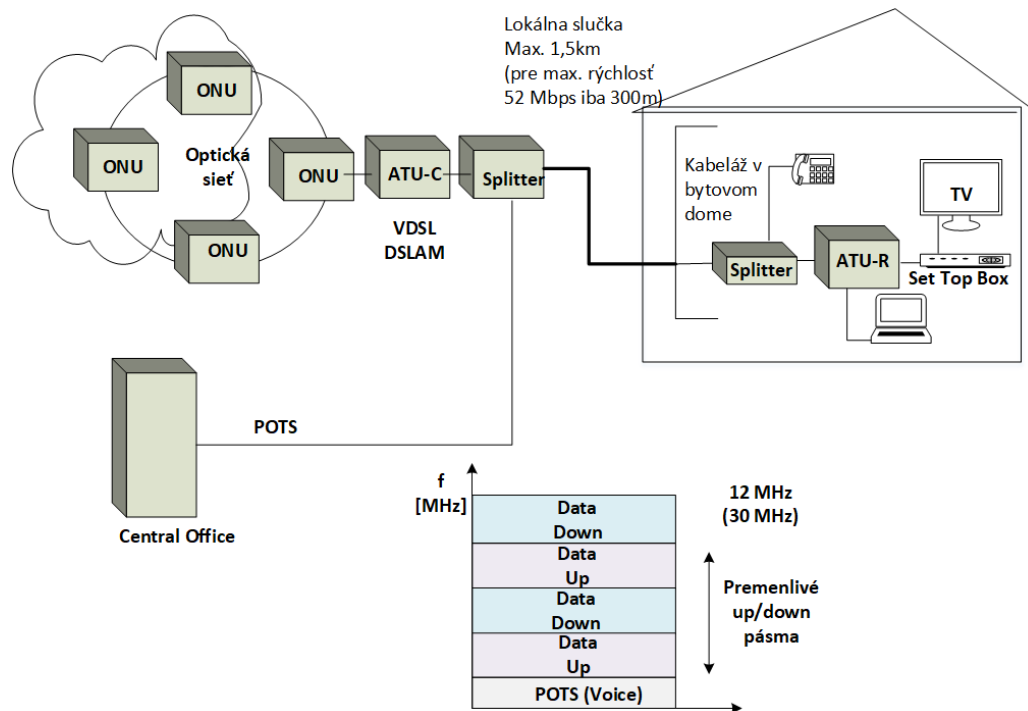 Lokálna slučka
Max. 1,5km
(pre max. rýchlosť
52 Mbps iba 300m)
ONU
ONU
Optická
sieť
ONU
ATU-C
Splitter
ONU
VDSL
DSLAM
Kabeláž v
bytovom
dome
TV
Splitter
ATU-R
Set Top Box
POTS
Central Office
f
[MHz]
Data
Down
Data
Up
Data
Down
Data
Up
POTS (Voice)
12 MHz
(30 MHz)
Premenlivé
up/down
pásma